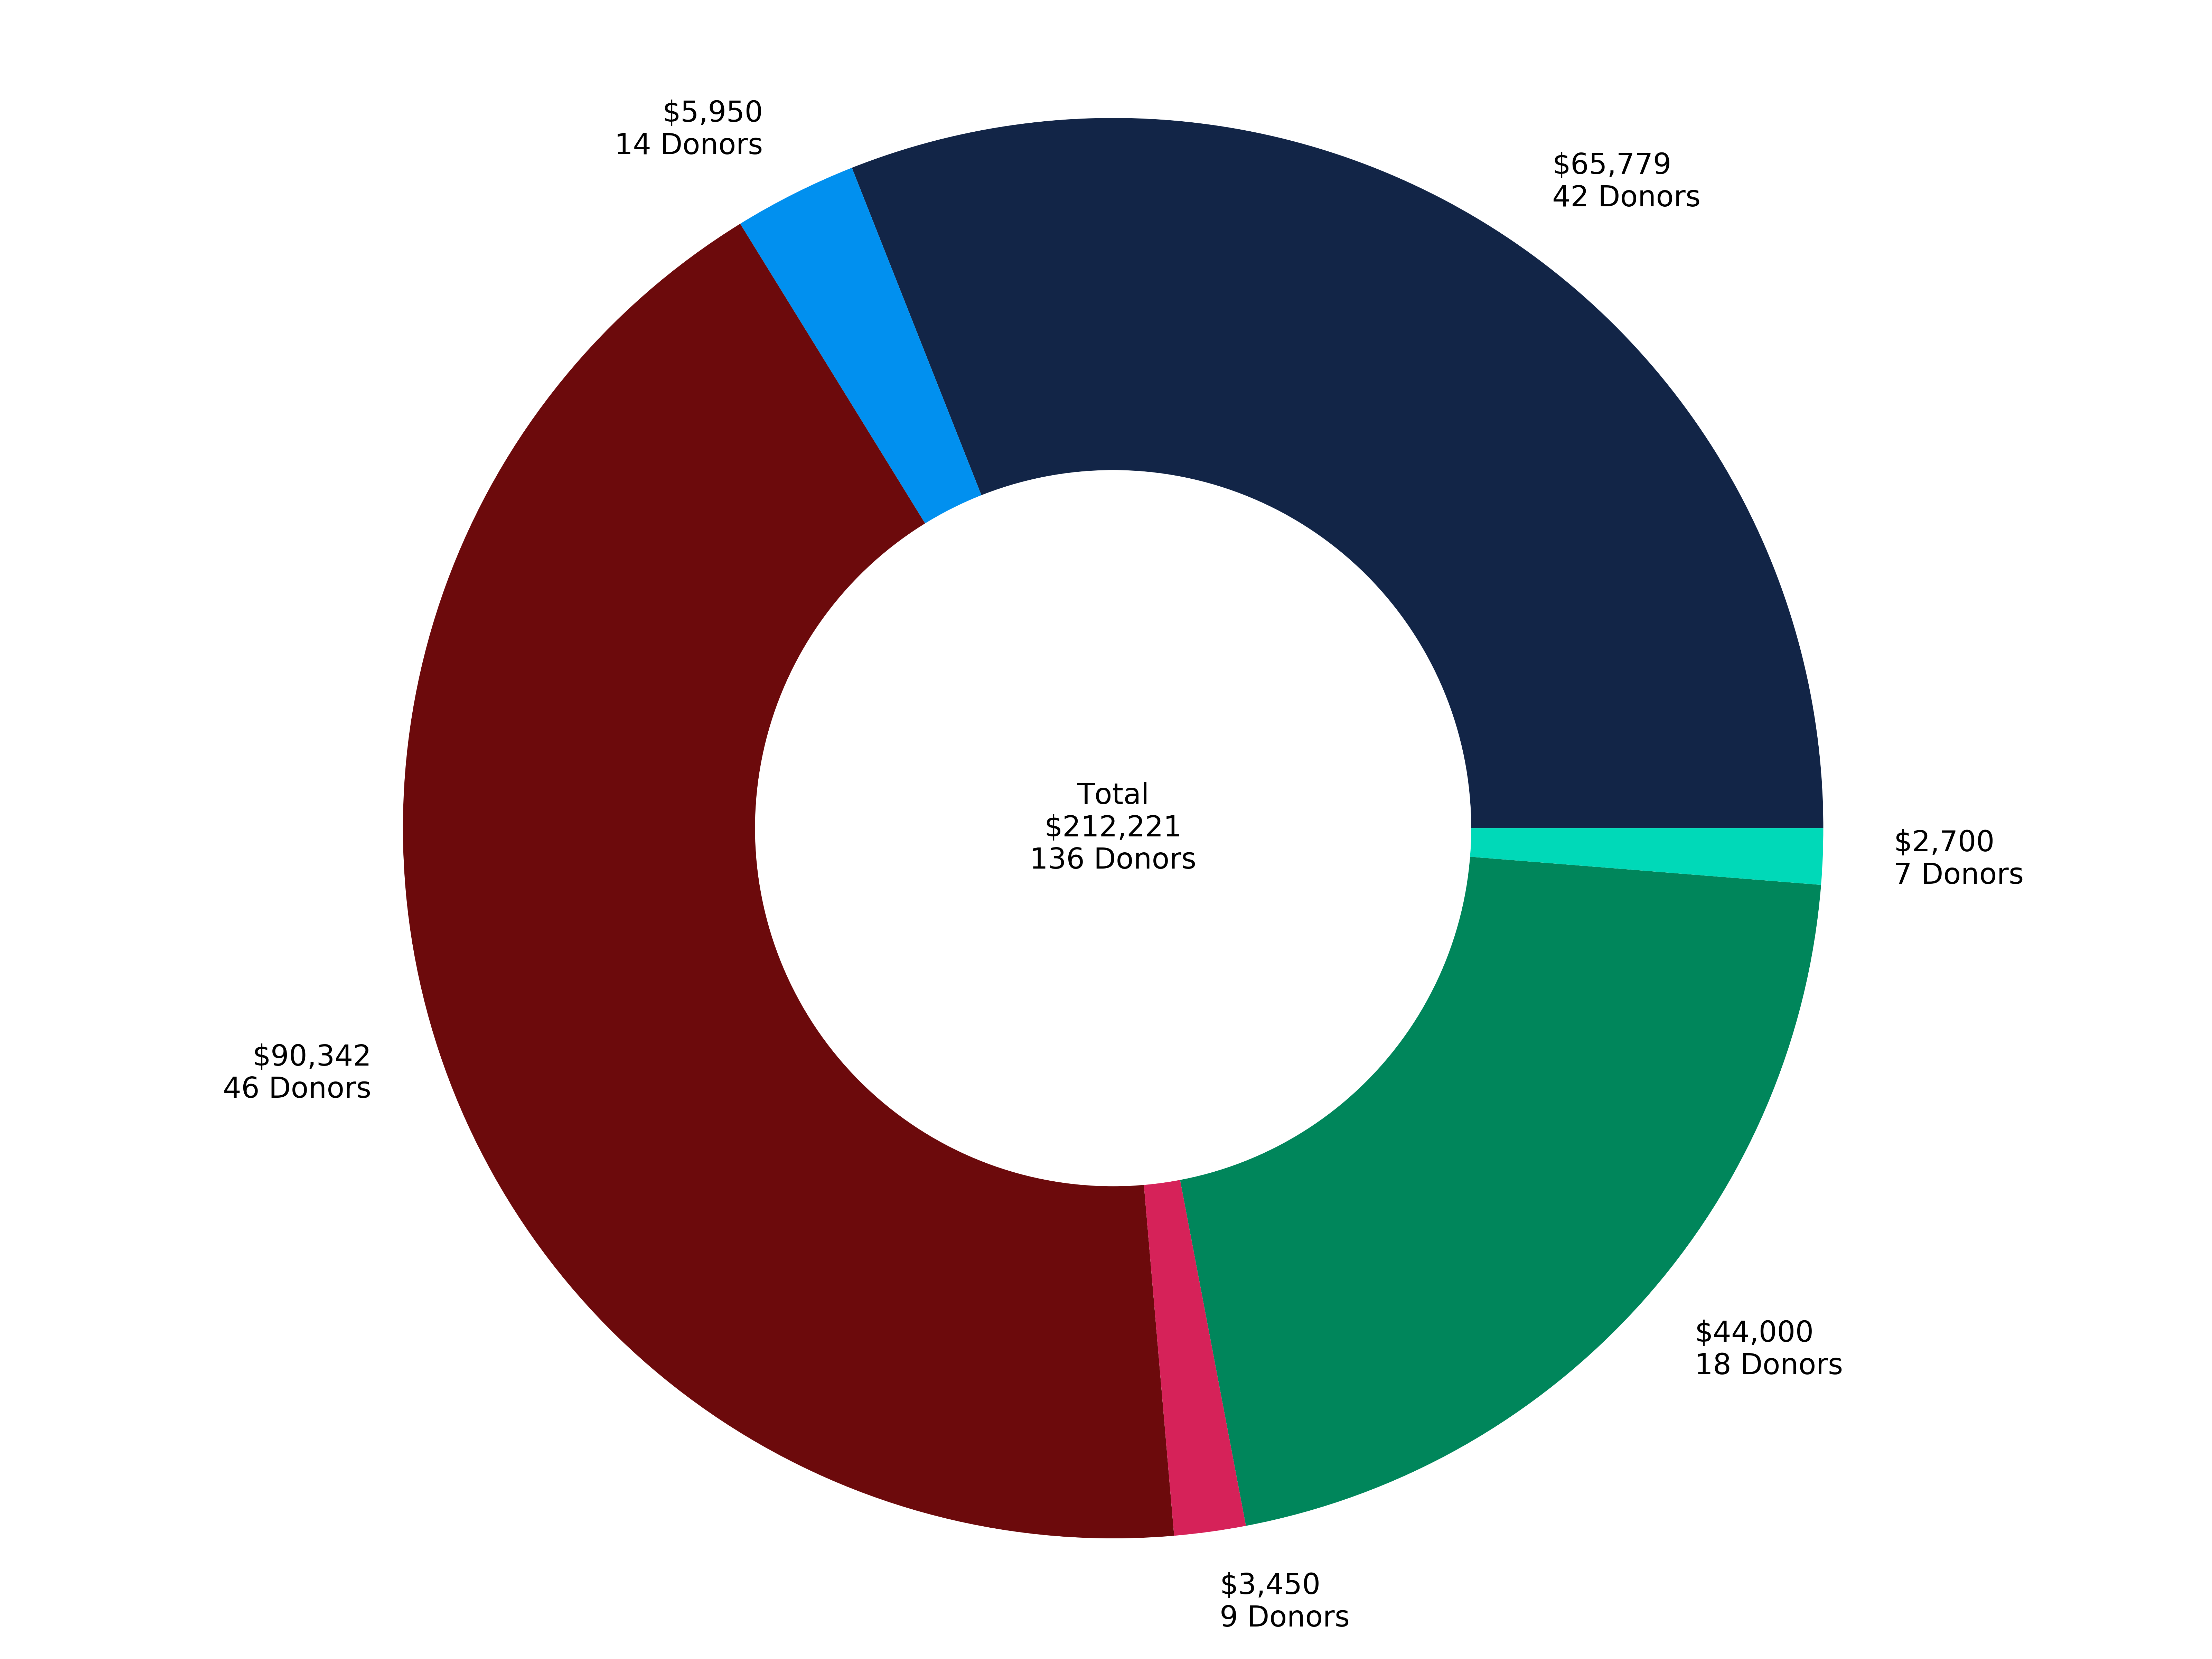 $5,950
14 Donors
$65,779
42 Donors
Total
$212,221
136 Donors
$2,700
7 Donors
$90,342
46 Donors
$44,000
18 Donors
$3,450
9 Donors